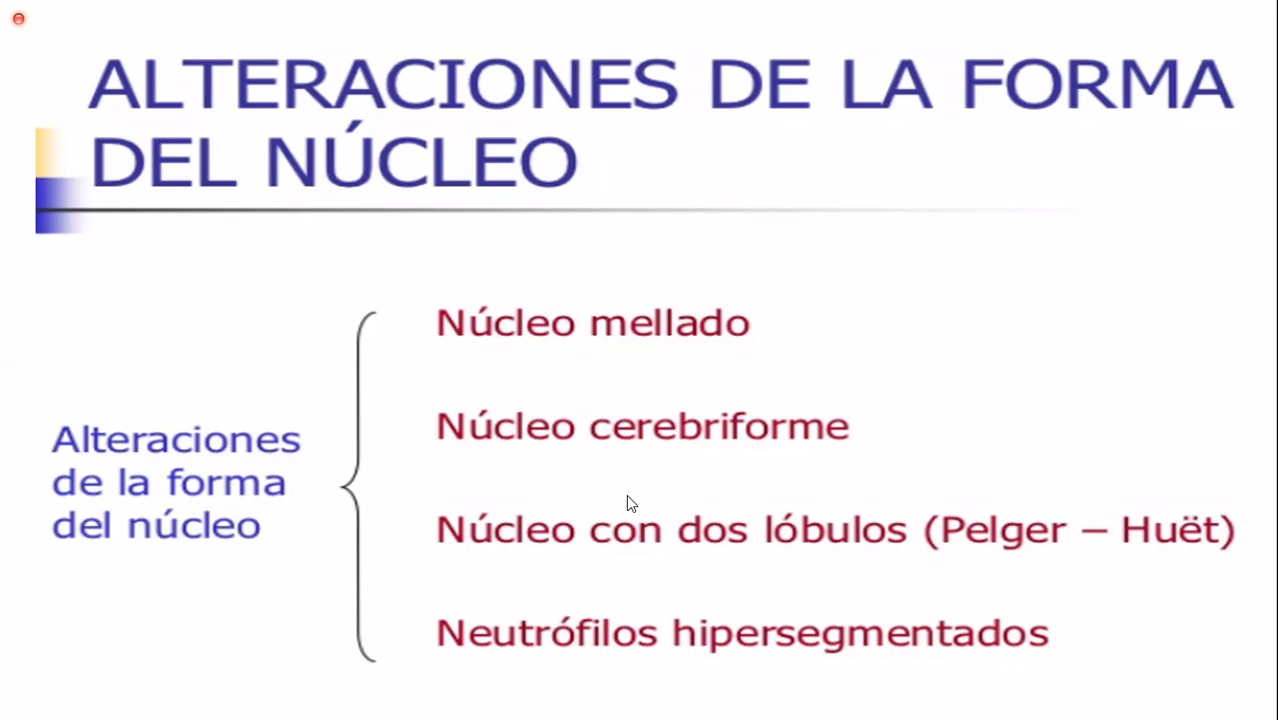 ALTERACIONES DE LA FORMA
DEL NÚCLEO
Alteraciones
de la forma
del núcleo
Núcleo mellado
Núcleo cerebriforme
Núcleo con dos lóbulos (Pelger – Huët)
Neutrófilos hipersegmentados